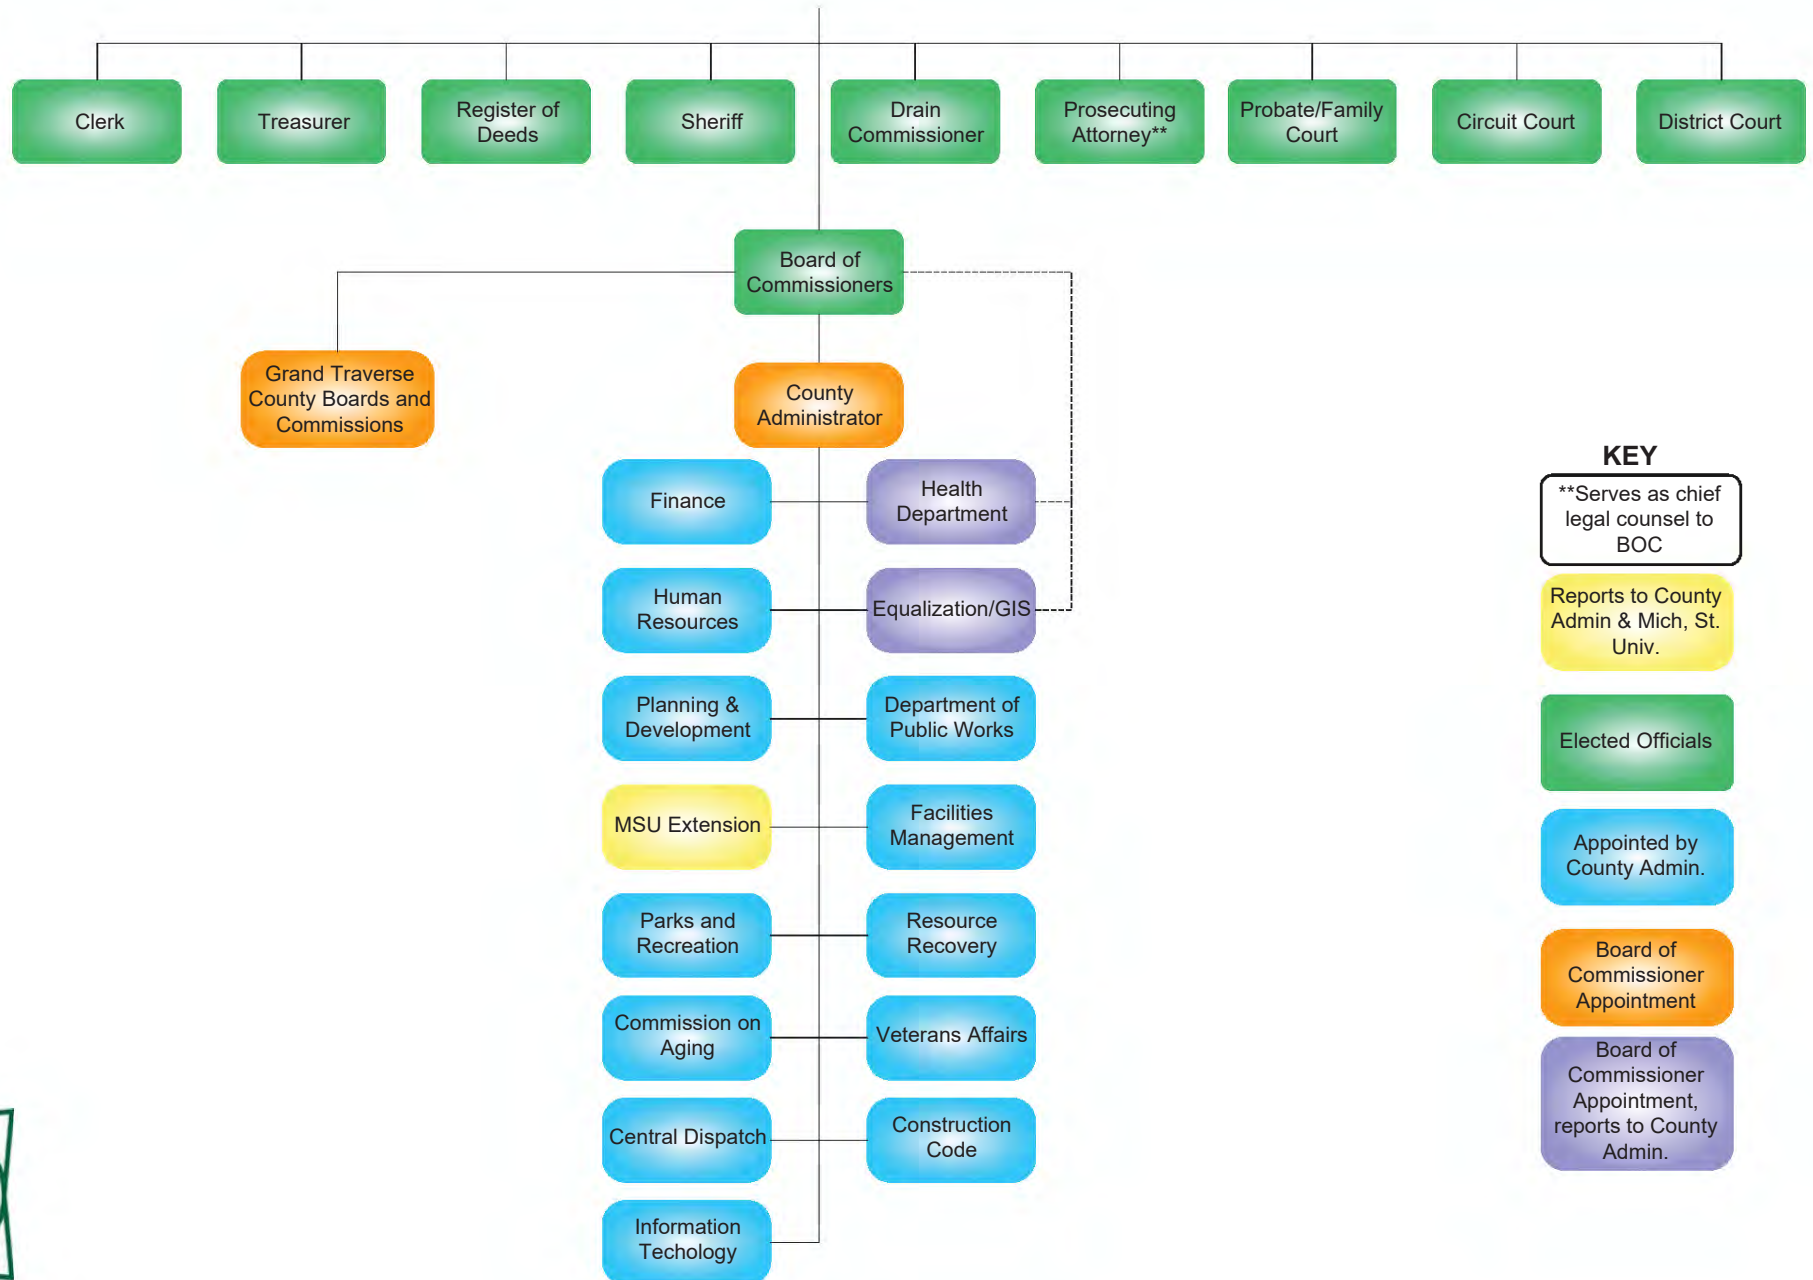 Clerk
Treasurer
Register of
Deeds
Sheriff
Drain
Commissioner
Prosecuting
Attorney**
Probate/Family
Court
Circuit Court
District Court
Board of
Commissioners
Grand Traverse
County Boards and
Commissions
County
Administrator
Finance
Health
Department
Human
Resources
Equalization/GIS
Planning &
Development
Department of
Public Works
MSU Extension
Facilities
Management
Parks and
Recreation
Resource
Recovery
Commission on
Aging
Veterans Affairs
Central Dispatch
Construction
Code
Information
Techology
KEY
**Serves as chief
legal counsel to
BOC
Reports to County
Admin & Mich, St.
Univ.
Elected Officials
Appointed by
County Admin.
Board of
Commissioner
Appointment
Board of
Commissioner
Appointment,
reports to County
Admin.